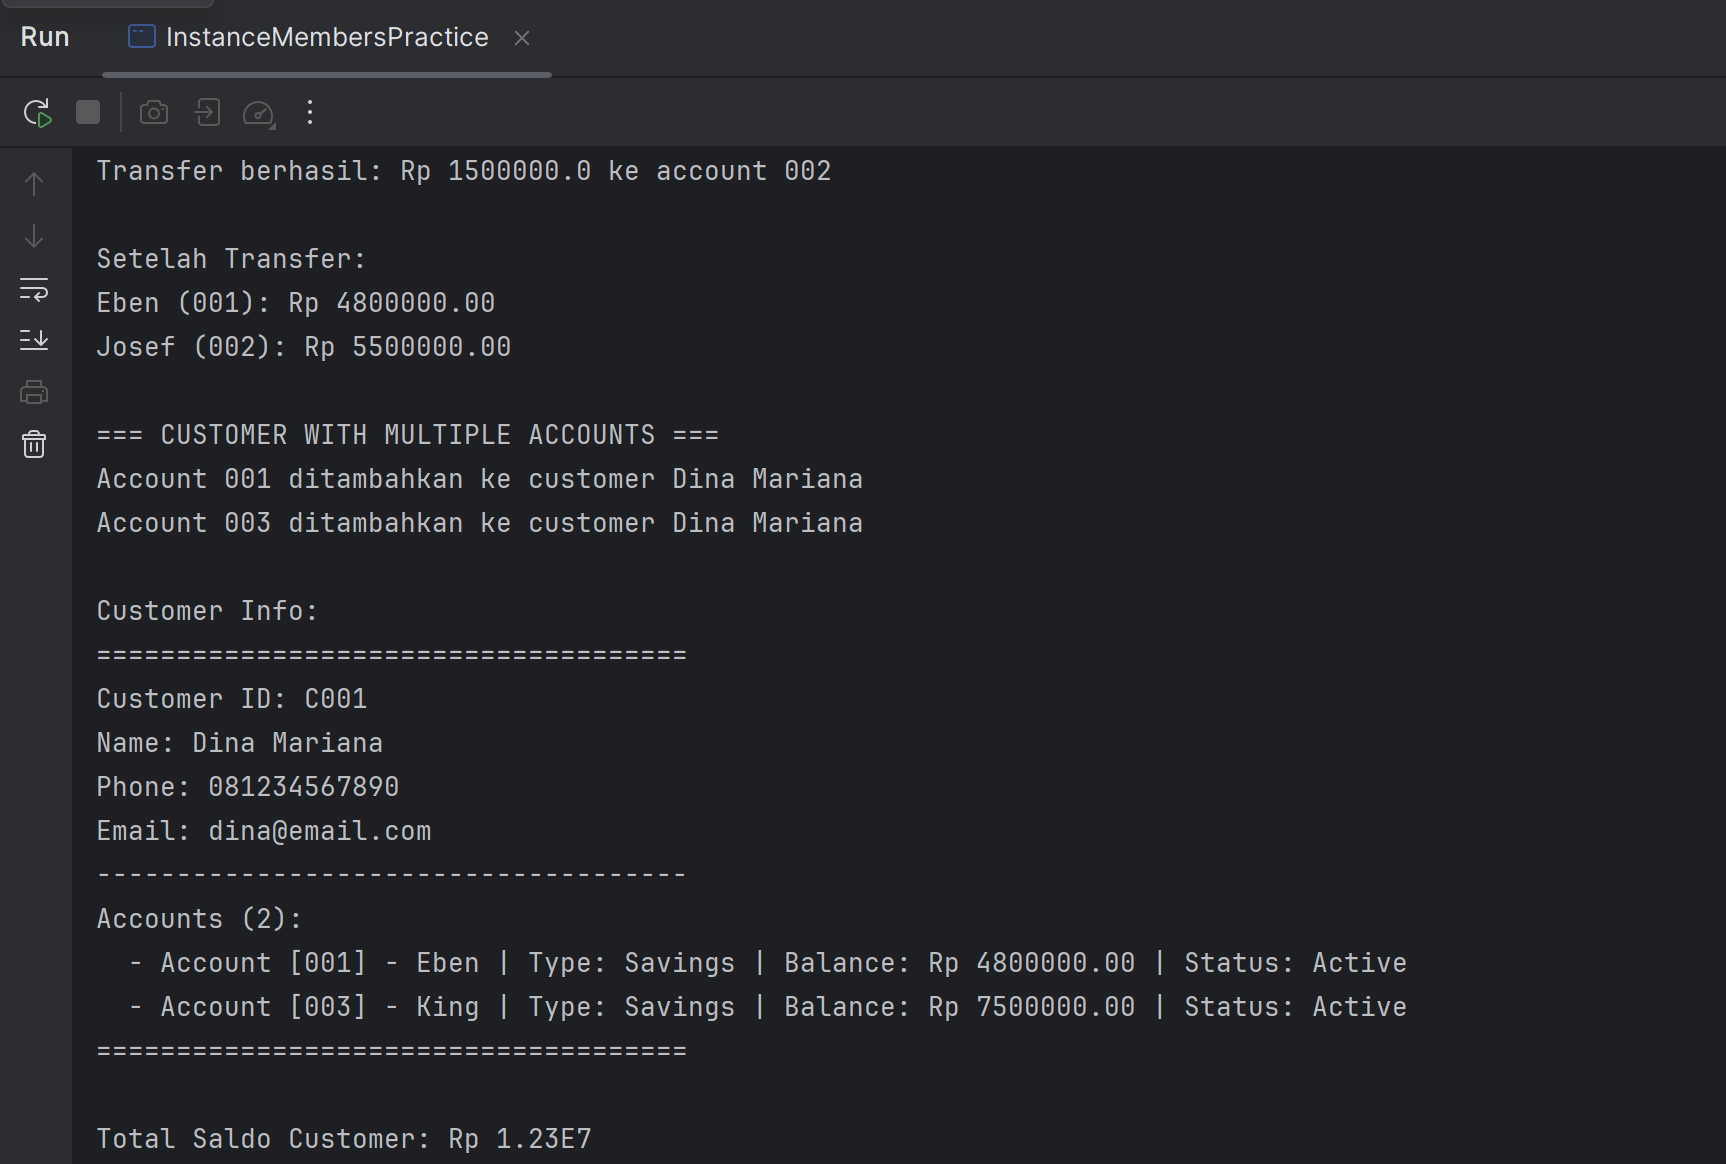 Run InstanceMembersPractice
Transfer berhasil: Rp 1500000.0 ke account 002
Setelah Transfer:
Eben (001): Rp 4800000.00
Josef (002): Rp 5500000.00
=== CUSTOMER WITH MULTIPLE ACCOUNTS ===
Account 001 ditambahkan ke customer Dina Mariana
Account 003 ditambahkan ke customer Dina Mariana
Customer Info:
=====================================
Customer ID: C001
Name: Dina Mariana
Phone: 081234567890
Email: dina@email.com
-------------------------------------
Accounts (2):
  - Account [001] - Eben | Type: Savings | Balance: Rp 4800000.00 | Status: Active
  - Account [003] - King | Type: Savings | Balance: Rp 7500000.00 | Status: Active
=====================================
Total Saldo Customer: Rp 1.23E7